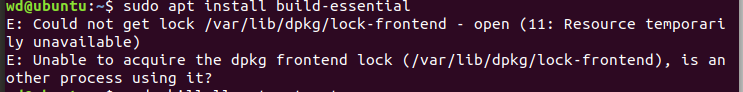 wd@ubuntu:~$ sudo apt install build-essential
E: Could not get lock /var/lib/dpkg/lock-frontend - open (11: Resource temporari
ly unavailable)
E: Unable to acquire the dpkg frontend lock (/var/lib/dpkg/lock-frontend), is an
other process using it?